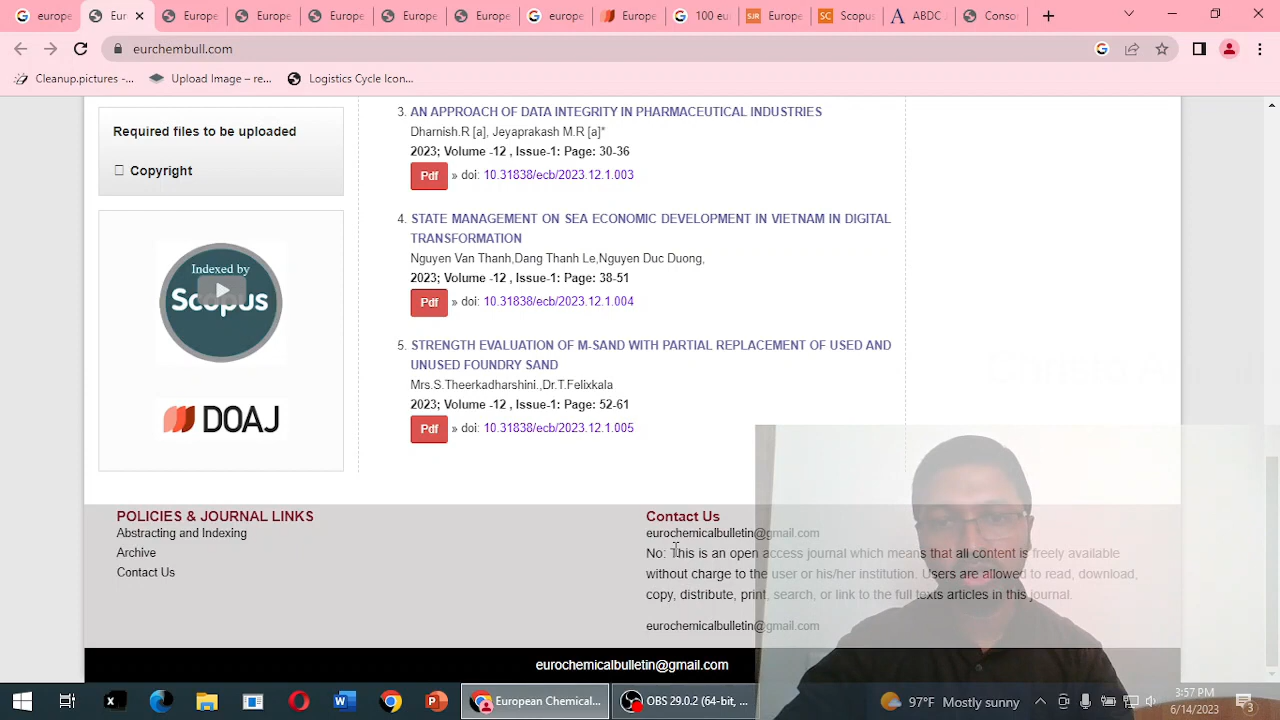 eur
Eur
Eur
Europe
Europe
Europe
europe
Europe
100 eu
SJR
Europe
SC
Scopus
ABDC J
Consor
eurchembull.com
Cleanup.pictures -...
Upload Image – re...
Logistics Cycle Icon...
Required files to be uploaded
Copyright
Indexed by
Scopus
DOAJ
3. AN APPROACH OF DATA INTEGRITY IN PHARMACEUTICAL INDUSTRIES
Dharnish.R [a], Jeyaprakash M.R [a]*
2023; Volume -12 , Issue-1: Page: 30-36
Pdf » doi: 10.31838/ecb/2023.12.1.003
4. STATE MANAGEMENT ON SEA ECONOMIC DEVELOPMENT IN VIETNAM IN DIGITAL
TRANSFORMATION
Nguyen Van Thanh,Dang Thanh Le,Nguyen Duc Duong,
2023; Volume -12 , Issue-1: Page: 38-51
Pdf » doi: 10.31838/ecb/2023.12.1.004
5. STRENGTH EVALUATION OF M-SAND WITH PARTIAL REPLACEMENT OF USED AND
UNUSED FOUNDRY SAND
Mrs.S.Theerkadharshini.,Dr.T.Felixkala
2023; Volume -12 , Issue-1: Page: 52-61
Pdf » doi: 10.31838/ecb/2023.12.1.005
POLICIES & JOURNAL LINKS
Abstracting and Indexing
Archive
Contact Us
Contact Us
eurochemicalbulletin@gmail.com
No: This is an open access journal which means that all content is freely available
without charge to the user or his/her institution. Users are allowed to read, download,
copy, distribute, print, search, or link to the full texts articles in this journal.
eurochemicalbulletin@gmail.com
eurochemicalbulletin@gmail.com
European Chemical...
OBS 29.0.2 (64-bit, ...
97°F Mostly sunny
3:57 PM
6/14/2023
3